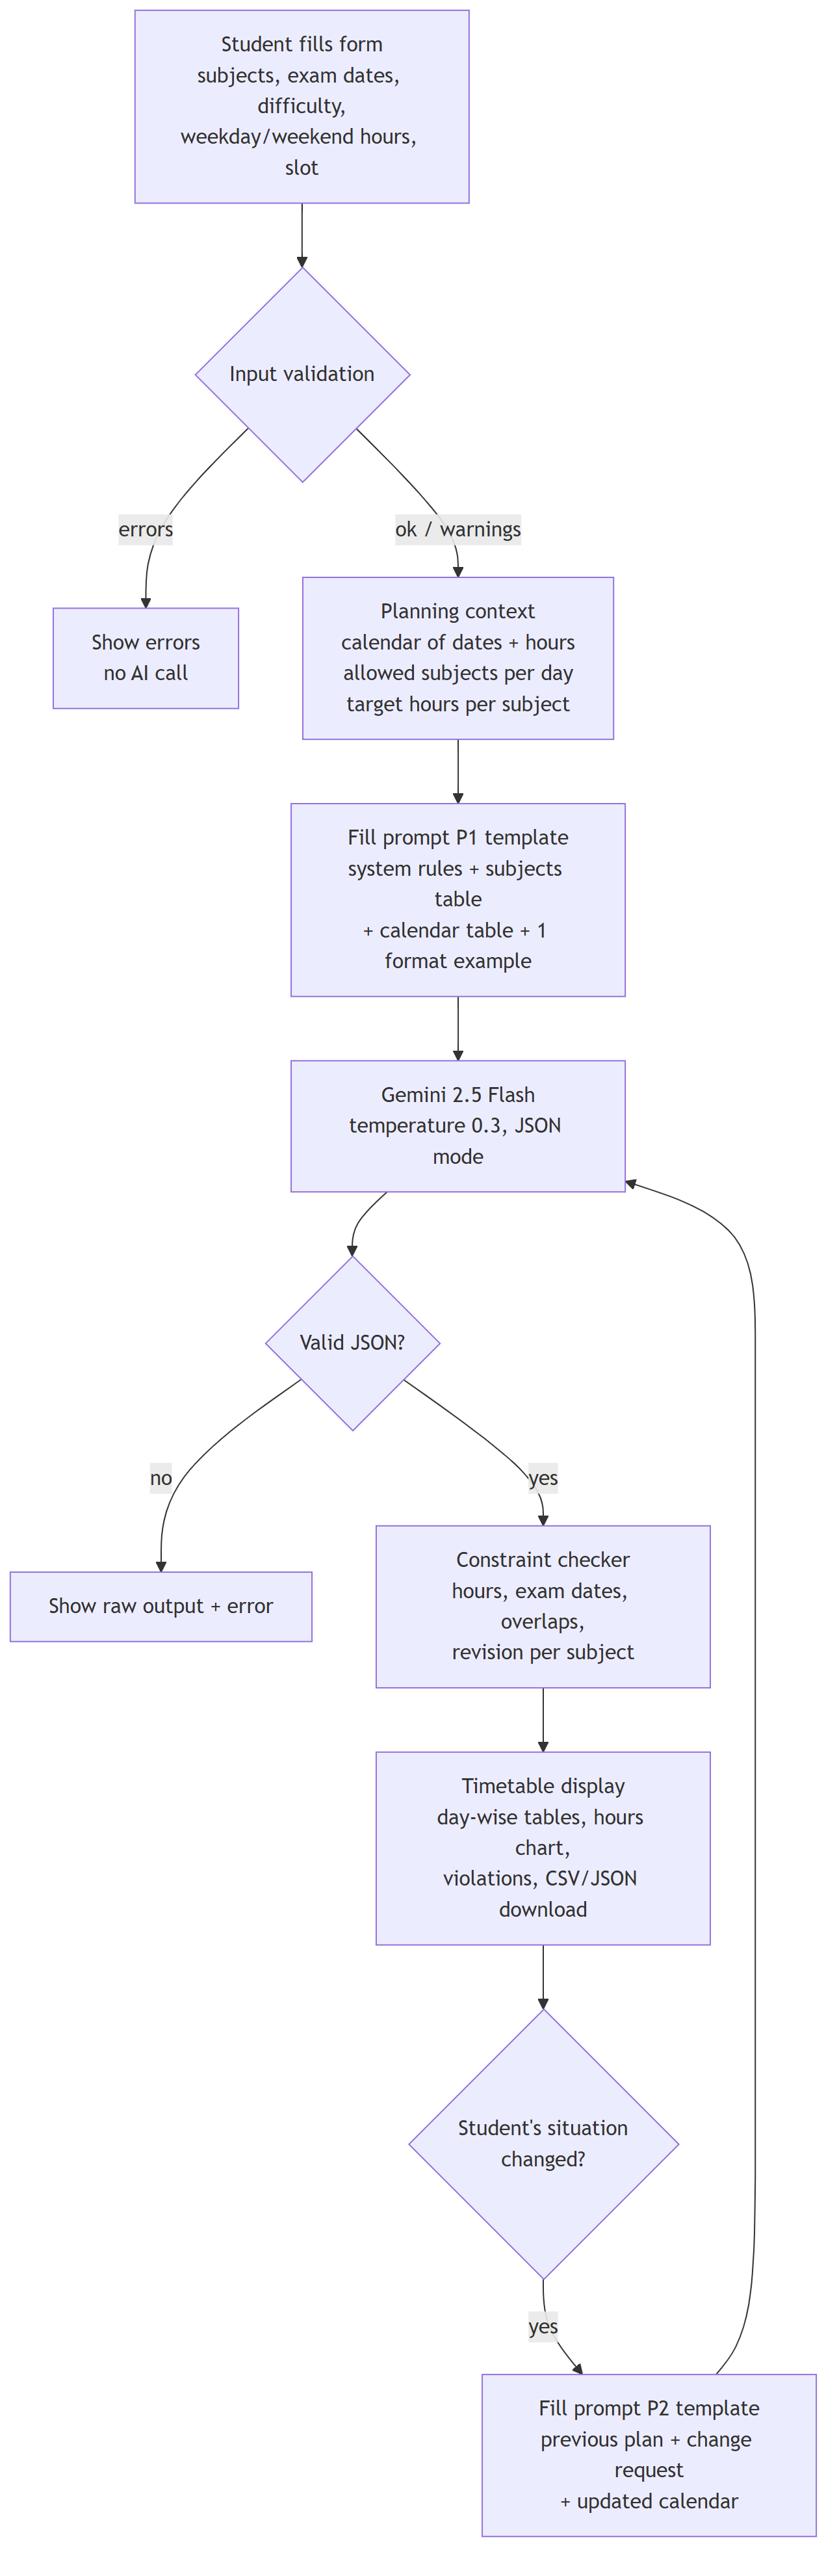 Student fills form
subjects, exam dates,
difficulty,
weekday/weekend hours,
slot
Input validation
errors
ok / warnings
Show errors
no AI call
Planning context
calendar of dates + hours
allowed subjects per day
target hours per subject
Fill prompt P1 template
system rules + subjects
table
+ calendar table + 1
format example
Gemini 2.5 Flash
temperature 0.3, JSON
mode
Valid JSON?
no
yes
Show raw output + error
Constraint checker
hours, exam dates,
overlaps,
revision per subject
Timetable display
day-wise tables, hours
chart,
violations, CSV/JSON
download
Student's situation
changed?
yes
Fill prompt P2 template
previous plan + change
request
+ updated calendar